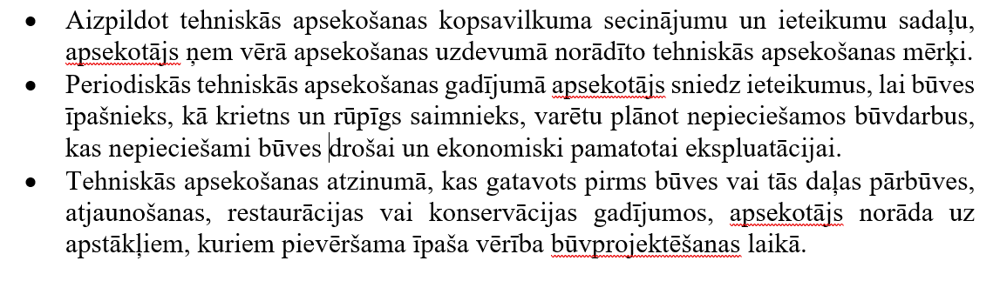 • Aizpildot tehniskās apsekošanas kopsavilkuma secinājumu un ieteikumu sadaļu,
apsekotājs ņem vērā apsekošanas uzdevumā norādīto tehniskās apsekošanas mērķi.
• Periodiskās tehniskās apsekošanas gadījumā apsekotājs sniedz ieteikumus, lai būves
īpašnieks, kā krietns un rūpīgs saimnieks, varētu plānot nepieciešamos būvdarbus,
kas nepieciešami būves drošai un ekonomiski pamatotai ekspluatācijai.
• Tehniskās apsekošanas atzinumā, kas gatavots pirms būves vai tās daļas pārbūves,
atjaunošanas, restaurācijas vai konservācijas gadījumos, apsekotājs norāda uz
apstākļiem, kuriem pievēršama īpaša vērība būvprojektēšanas laikā.